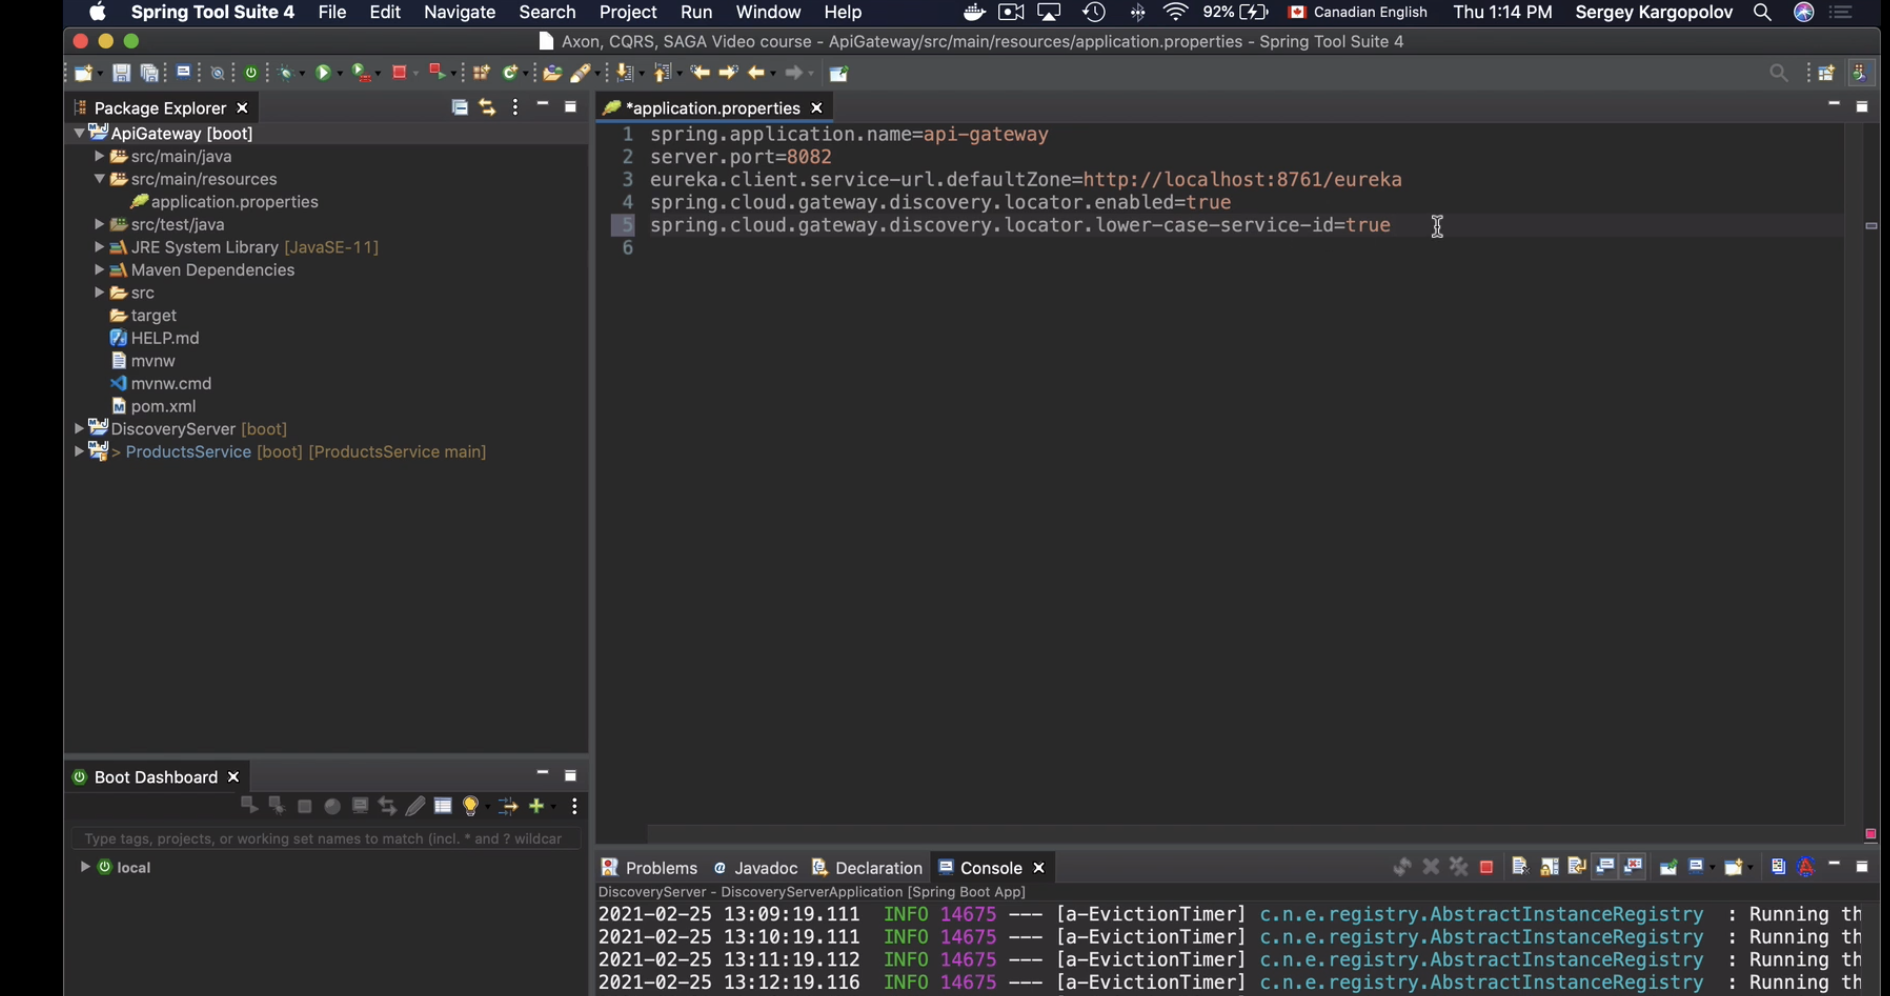 Spring Tool Suite 4 File Edit Navigate Search Project Run Window Help 92% Canadian English Thu 1:14 PM Sergey Kargopolov
Axon, CQRS, SAGA Video course - ApiGateway/src/main/resources/application.properties - Spring Tool Suite 4
Package Explorer
ApiGateway [boot]
src/main/java
src/main/resources
application.properties
src/test/java
JRE System Library [JavaSE-11]
Maven Dependencies
src
target
HELP.md
mvnw
mvnw.cmd
pom.xml
DiscoveryServer [boot]
> ProductsService [boot] [ProductsService main]
*application.properties
1 spring.application.name=api-gateway
2 server.port=8082
3 eureka.client.service-url.defaultZone=http://localhost:8761/eureka
4 spring.cloud.gateway.discovery.locator.enabled=true
5 spring.cloud.gateway.discovery.locator.lower-case-service-id=true
6
Boot Dashboard
Type tags, projects, or working set names to match (incl. * and ? wildcar
local
Problems @ Javadoc Declaration Console
DiscoveryServer - DiscoveryServerApplication [Spring Boot App]
2021-02-25 13:09:19.111 INFO 14675 --- [a-EvictionTimer] c.n.e.registry.AbstractInstanceRegistry : Running th
2021-02-25 13:10:19.111 INFO 14675 --- [a-EvictionTimer] c.n.e.registry.AbstractInstanceRegistry : Running th
2021-02-25 13:11:19.112 INFO 14675 --- [a-EvictionTimer] c.n.e.registry.AbstractInstanceRegistry : Running th
2021-02-25 13:12:19.116 INFO 14675 --- [a-EvictionTimer] c.n.e.registry.AbstractInstanceRegistry : Running th